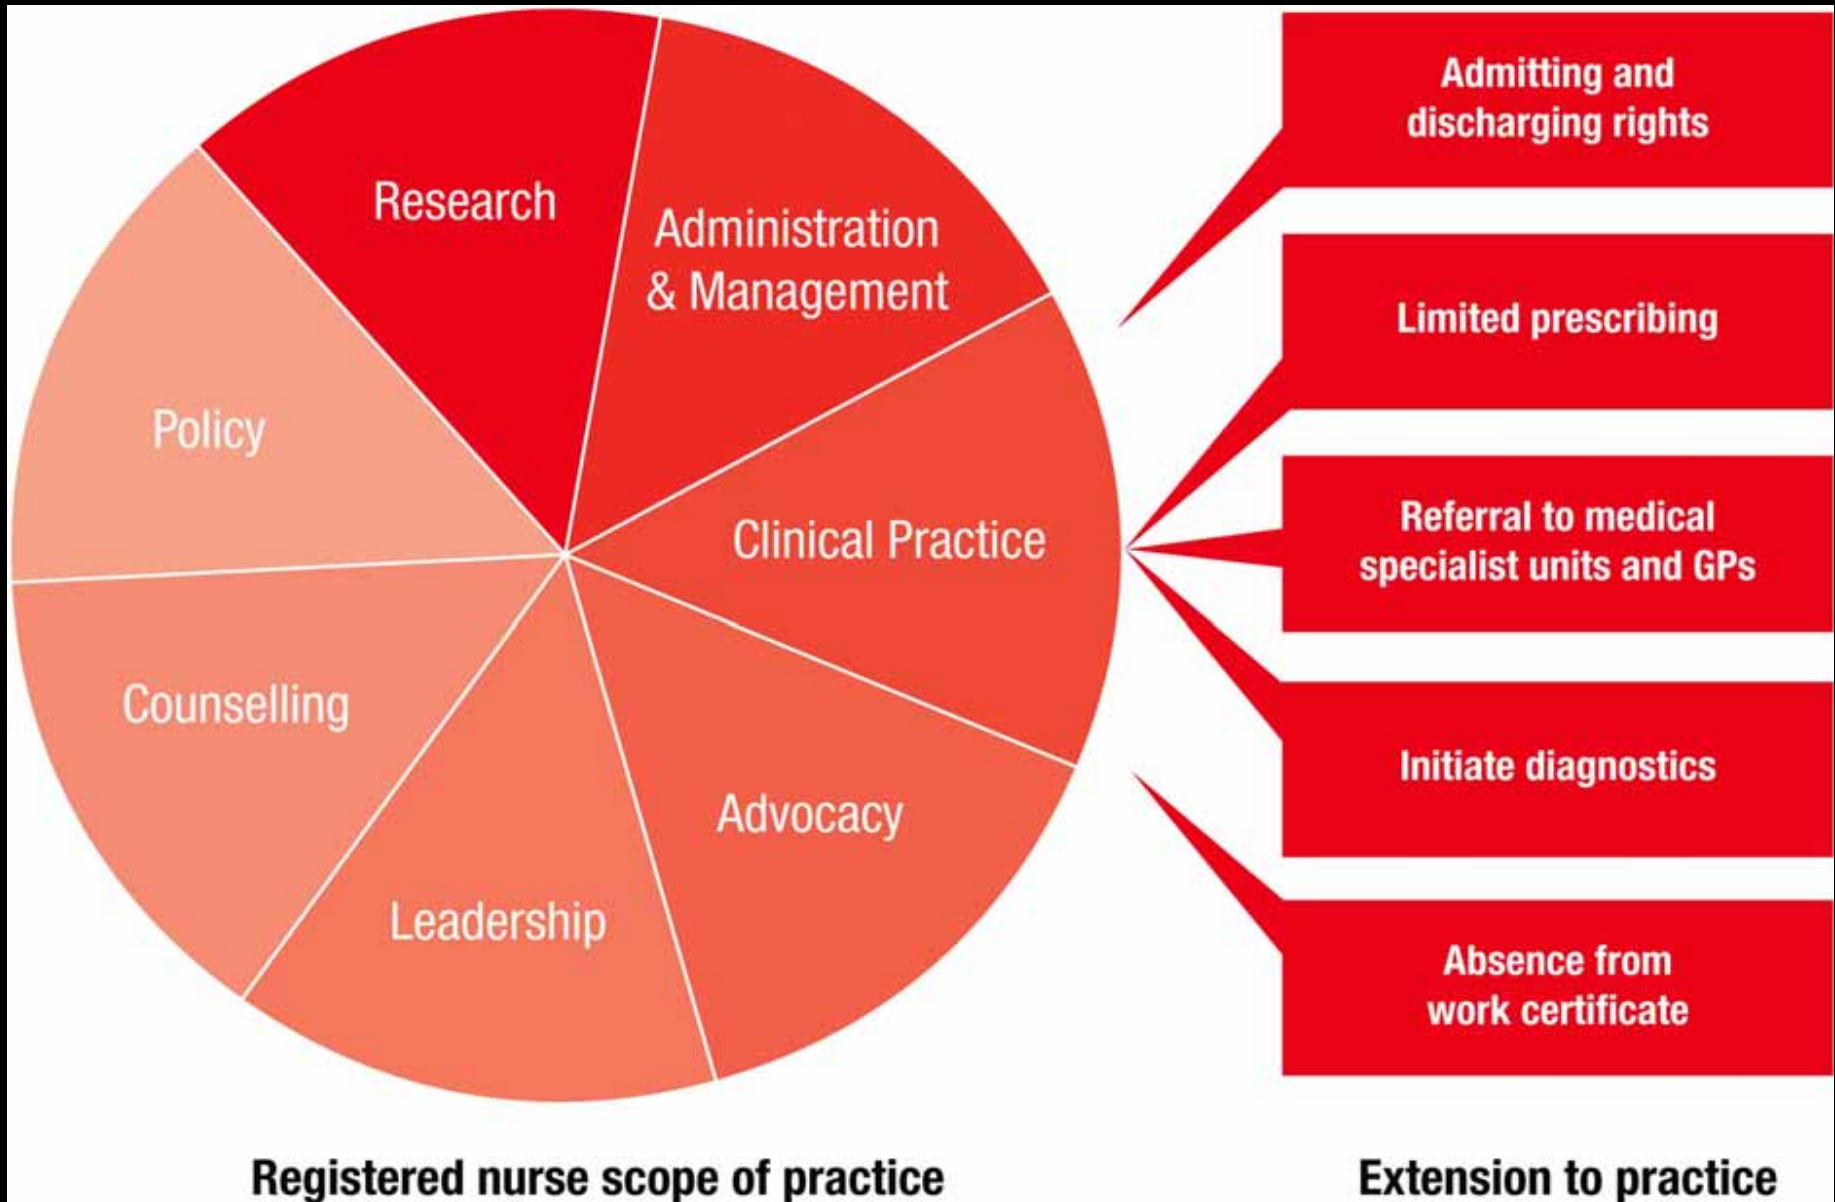 Research
Administration
& Management
Clinical Practice
Advocacy
Leadership
Counselling
Policy
Registered nurse scope of practice
Admitting and
discharging rights
Limited prescribing
Referral to medical
specialist units and GPs
Initiate diagnostics
Absence from
work certificate
Extension to practice